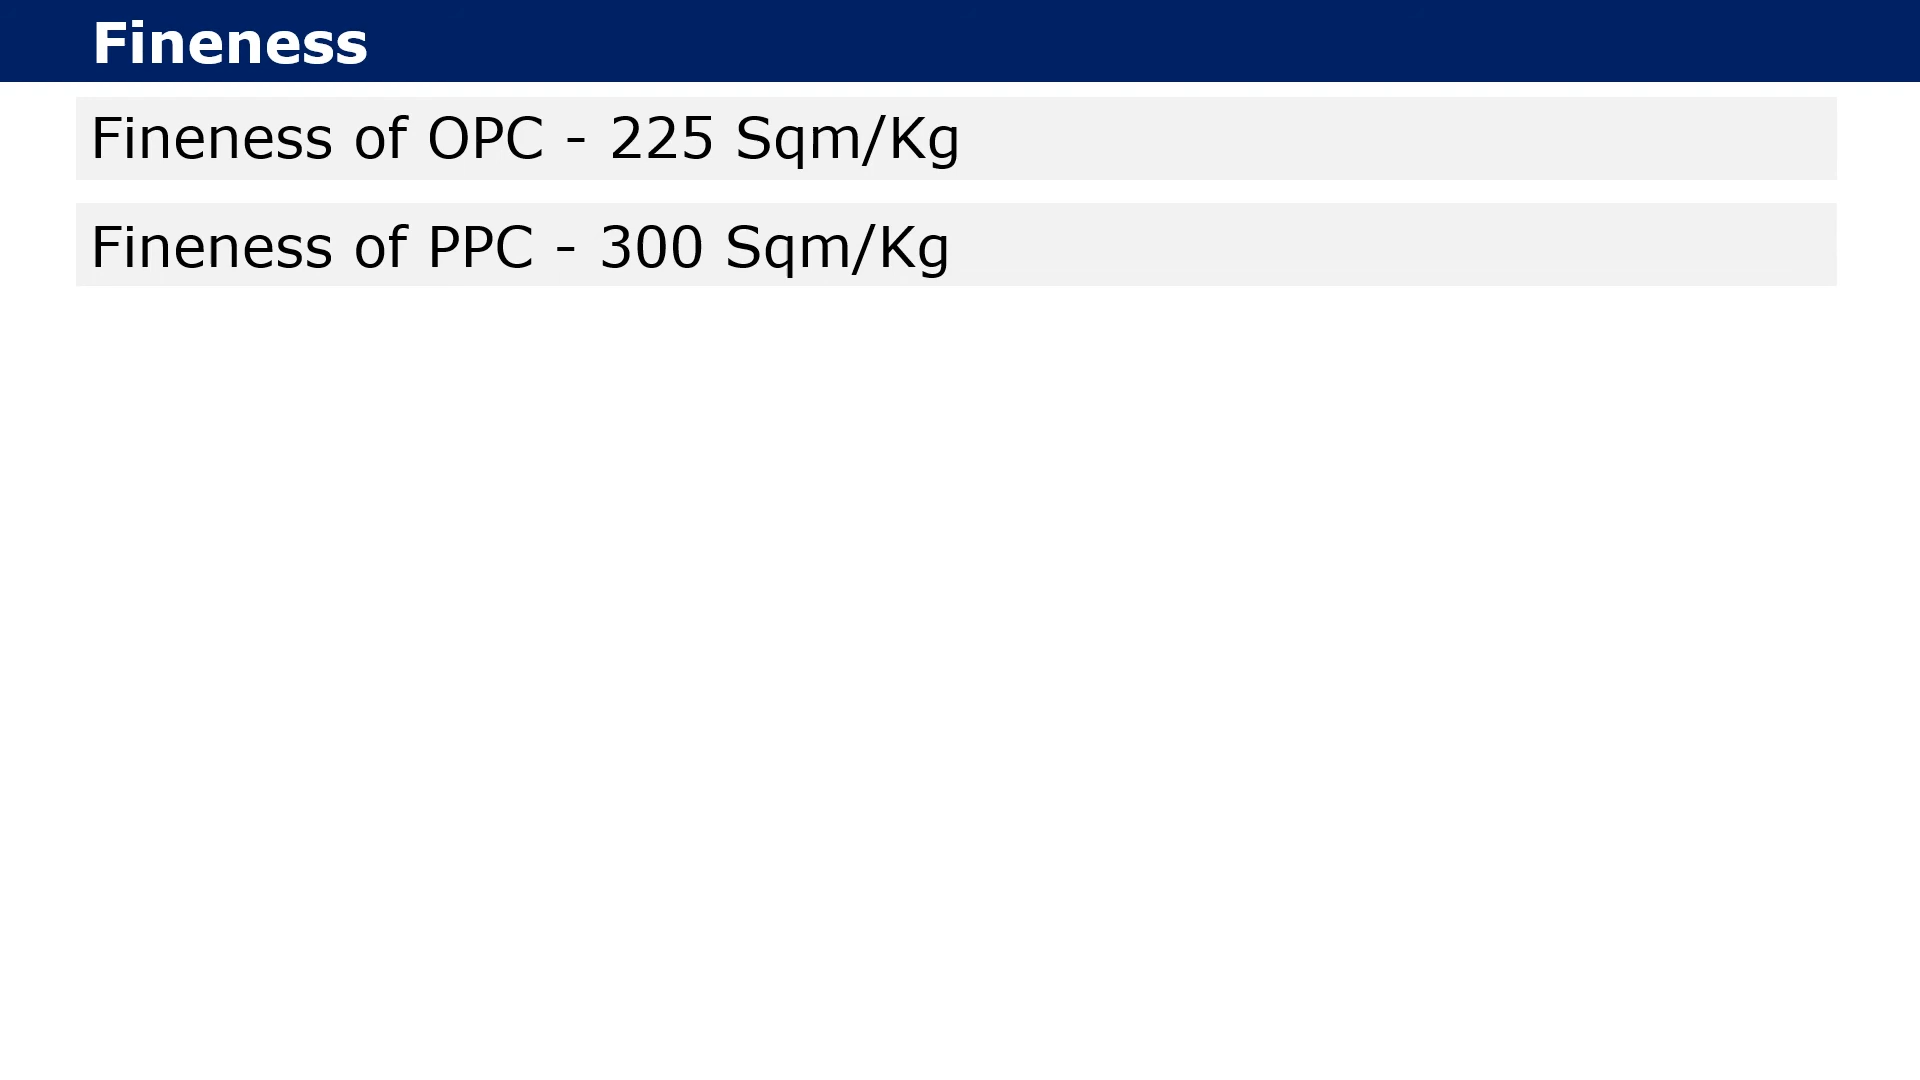 Fineness
Fineness of OPC - 225 Sqm/Kg
Fineness of PPC - 300 Sqm/Kg